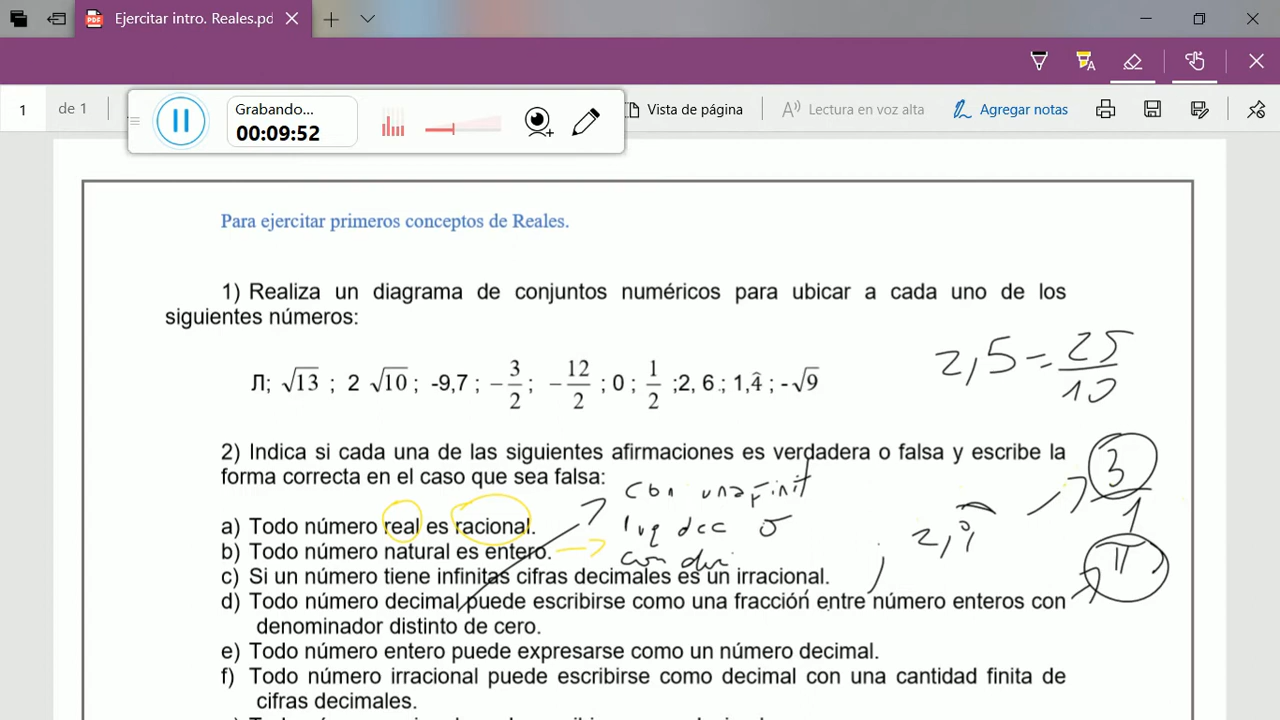 Ejercitar intro. Reales.pd
1 de 1
Grabando...
00:09:52
Vista de página
Lectura en voz alta
Agregar notas
Para ejercitar primeros conceptos de Reales.
1) Realiza un diagrama de conjuntos numéricos para ubicar a cada uno de los
siguientes números:
Л; √13 ; 2 √10 ; -9,7 ; −3/2 ; −12/2 ; 0 ; 1/2 ;2, 6 ; 1,4̂ ; -√9
2,5 = 25/10
2) Indica si cada una de las siguientes afirmaciones es verdadera o falsa y escribe la
forma correcta en el caso que sea falsa:
con una finit
3/1
a) Todo número real es racional.
b) Todo número natural es entero.
π
c) Si un número tiene infinitas cifras decimales es un irracional.
d) Todo número decimal puede escribirse como una fracción entre número enteros con
denominador distinto de cero.
e) Todo número entero puede expresarse como un número decimal.
f) Todo número irracional puede escribirse como decimal con una cantidad finita de
cifras decimales.